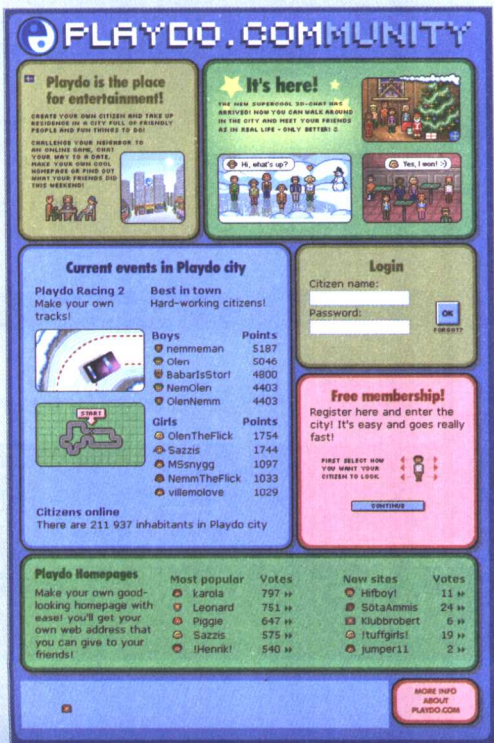 PLAYDO.COMMUNITY
Playdo is the place
for entertainment!
CREATE YOUR OWN CITIZEN AND TAKE UP
RESIDENCE IN A CITY FULL OF FRIENDLY
PEOPLE AND FUN THINGS TO DO!
CHALLENGE YOUR NEIGHBOR TO
AN ONLINE GAME, CHAT
YOUR WAY TO A DATE,
MAKE YOUR OWN COOL
HOMEPAGE OR FIND OUT
WHAT YOUR FRIENDS DID
THIS WEEKEND!
It's here!
THE NEW SUPERCOOL 3D-CHAT HAS
ARRIVED! NOW YOU CAN WALK AROUND
IN THE CITY AND MEET YOUR FRIENDS
AS IN REAL LIFE - ONLY BETTER! :)
Hi, what's up?
Yes, I won! :-)
Current events in Playdo city
Playdo Racing 2
Make your own
tracks!
START
Best in town
Hard-working citizens!
Boys Points
nemmeman 5187
Olen 5046
BabarIsStor! 4800
NemOlen 4403
OlenNemm 4403
Girls Points
OlenTheFlick 1754
Sazzis 1744
MSsnygg 1097
NemmTheFlick 1033
villemolove 1029
Citizens online
There are 211 937 inhabitants in Playdo city
Login
Citizen name:
Password:
OK
FORGOT?
Free membership!
Register here and enter the
city! It's easy and goes really
fast!
FIRST SELECT HOW
YOU WANT YOUR
CITIZEN TO LOOK.
CONTINUE
Playdo Homepages
Make your own good-
looking homepage with
ease! you'll get your
own web address that
you can give to your
friends!
Most popular Votes
karola 797
Leonard 751
Piggie 647
Sazzis 575
!Henrik! 540
New sites Votes
Hifboy! 11
SötaAmmis 24
Klubbrobert 6
!tuffgirls! 19
jumper11 2
MORE INFO
ABOUT
PLAYDO.COM